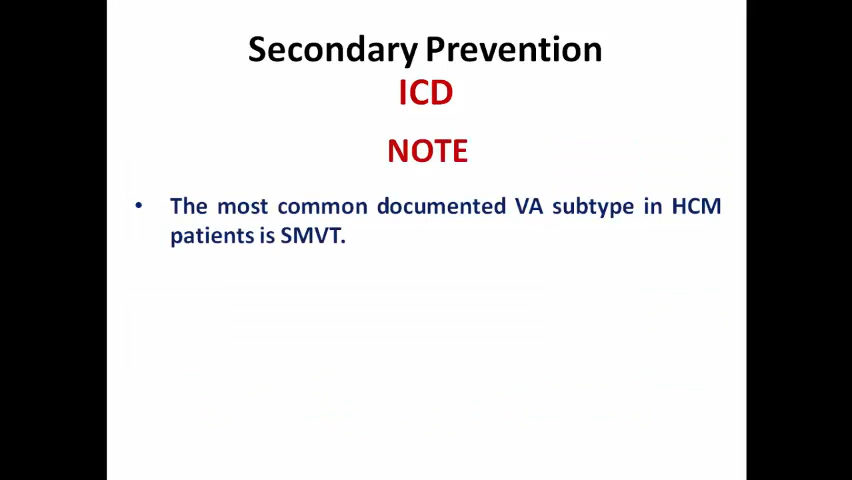 Secondary Prevention
ICD
NOTE
• The most common documented VA subtype in HCM
patients is SMVT.